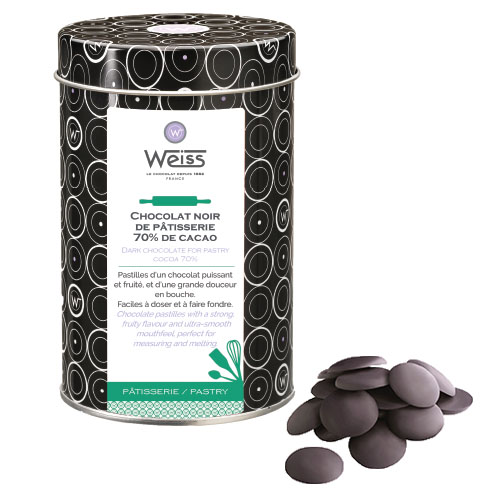 W
Weiss
LE CHOCOLAT DEPUIS 1882
FRANCE
CHOCOLAT NOIR
DE PÂTISSERIE
70% DE CACAO
DARK CHOCOLATE FOR PASTRY
COCOA 70%
Pastilles d'un chocolat puissant
et fruité, et d'une grande douceur
en bouche.
Faciles à doser et à faire fondre.
Chocolate pastilles with a strong,
fruity flavour and ultra-smooth
mouthfeel, perfect for
measuring and melting.
PÂTISSERIE / PASTRY